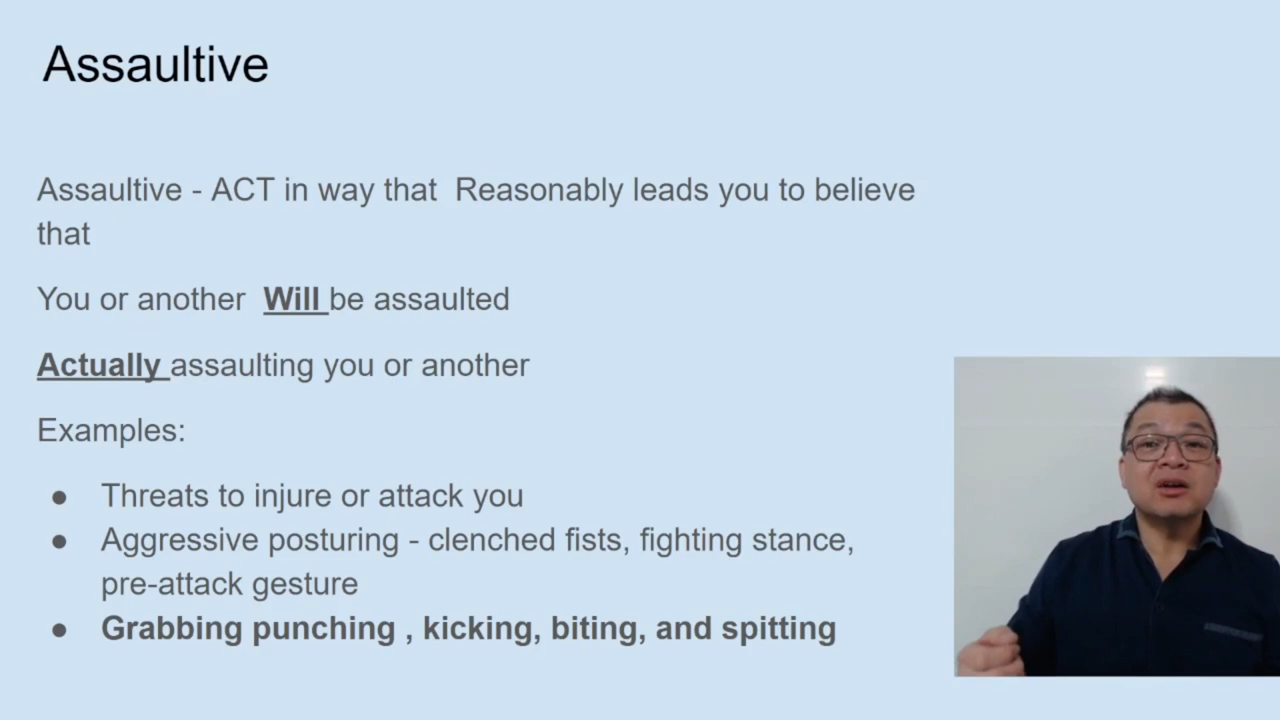 Assaultive
Assaultive - ACT in way that  Reasonably leads you to believe
that
You or another  Will be assaulted
Actually assaulting you or another
Examples:
● Threats to injure or attack you
● Aggressive posturing - clenched fists, fighting stance,
pre-attack gesture
● Grabbing punching , kicking, biting, and spitting